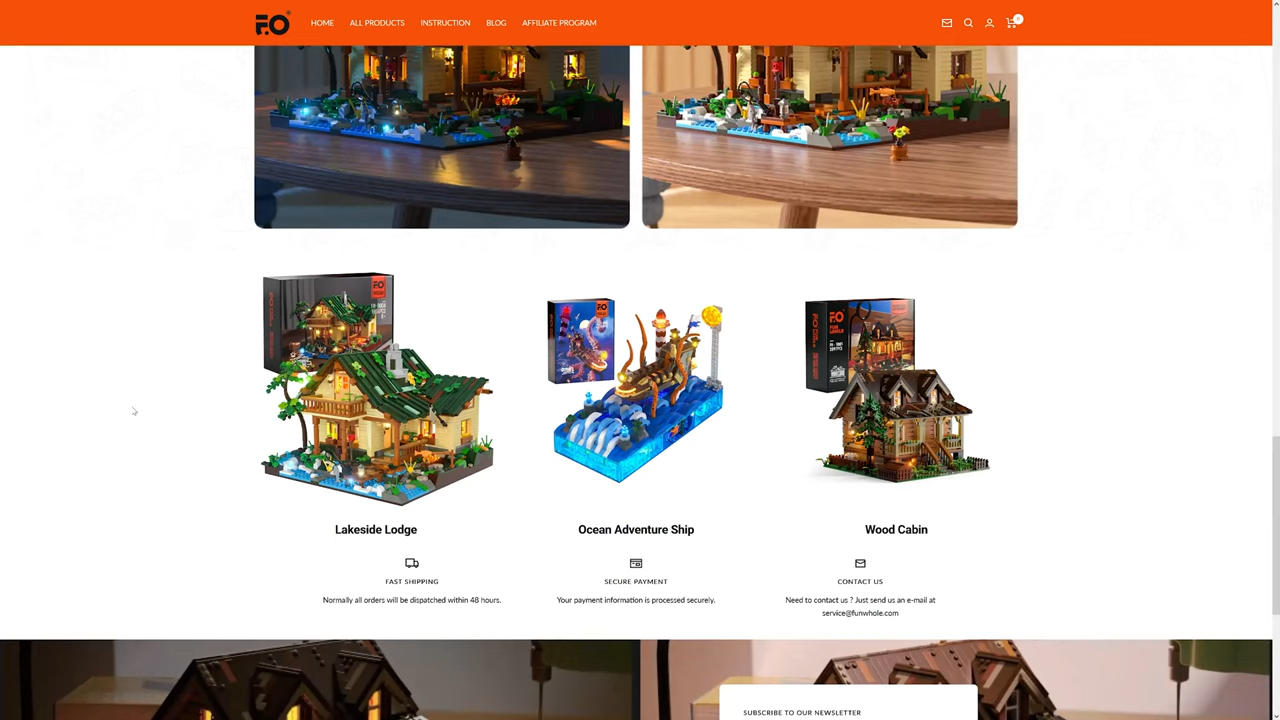 F.O
HOME
ALL PRODUCTS
INSTRUCTION
BLOG
AFFILIATE PROGRAM
0
Lakeside Lodge
Ocean Adventure Ship
Wood Cabin
FAST SHIPPING
SECURE PAYMENT
CONTACT US
Normally all orders will be dispatched within 48 hours.
Your payment information is processed securely.
Need to contact us ? Just send us an e-mail at
service@funwhole.com
SUBSCRIBE TO OUR NEWSLETTER